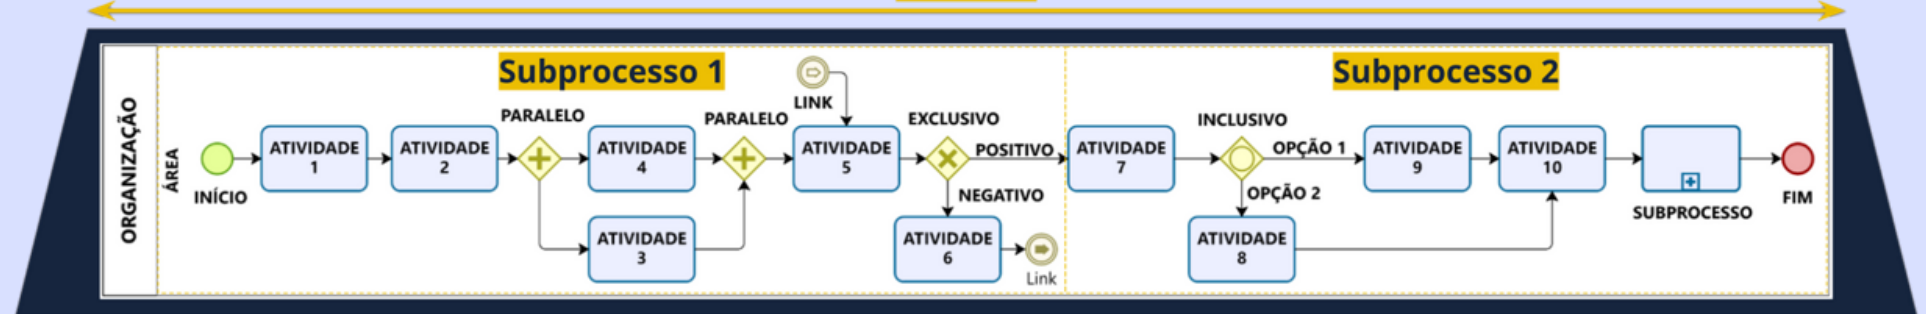 Subprocesso 1
Subprocesso 2
ORGANIZAÇÃO
ÁREA
INÍCIO
ATIVIDADE
1
ATIVIDADE
2
PARALELO
ATIVIDADE
4
ATIVIDADE
3
PARALELO
LINK
ATIVIDADE
5
EXCLUSIVO
POSITIVO
NEGATIVO
ATIVIDADE
6
Link
ATIVIDADE
7
INCLUSIVO
OPÇÃO 1
OPÇÃO 2
ATIVIDADE
8
ATIVIDADE
9
ATIVIDADE
10
SUBPROCESSO
FIM